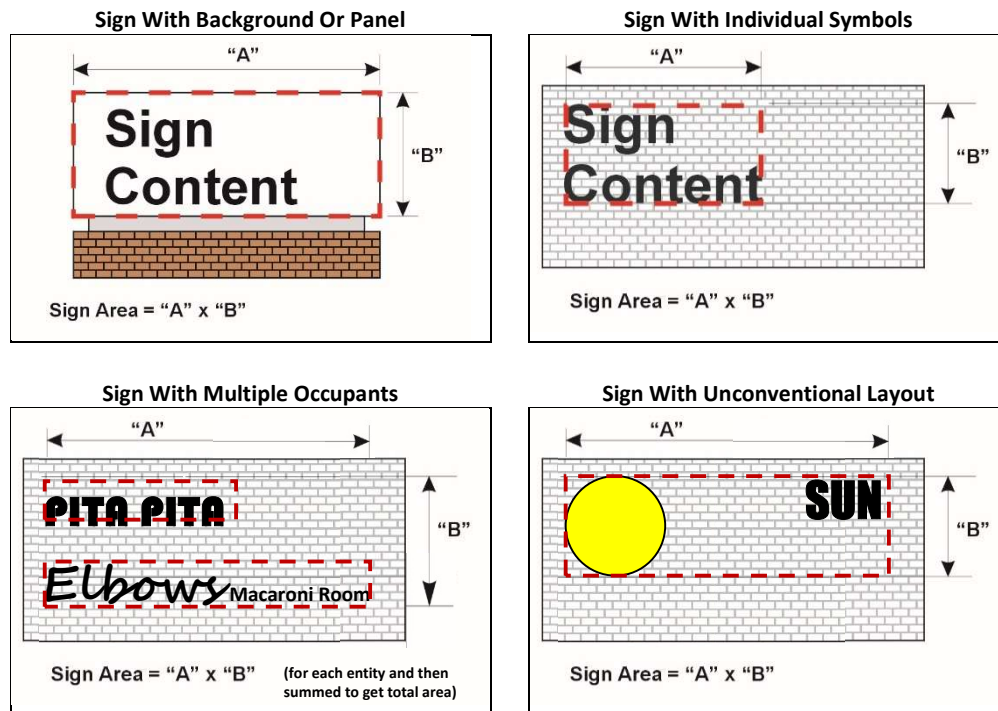 Sign With Background Or Panel
"A"
Sign
Content
"B"
Sign Area = "A" x "B"
Sign With Individual Symbols
"A"
Sign
Content
"B"
Sign Area = "A" x "B"
Sign With Multiple Occupants
"A"
PITA PITA
"B"
Elbows Macaroni Room
Sign Area = "A" x "B" (for each entity and then
summed to get total area)
Sign With Unconventional Layout
"A"
SUN
"B"
Sign Area = "A" x "B"